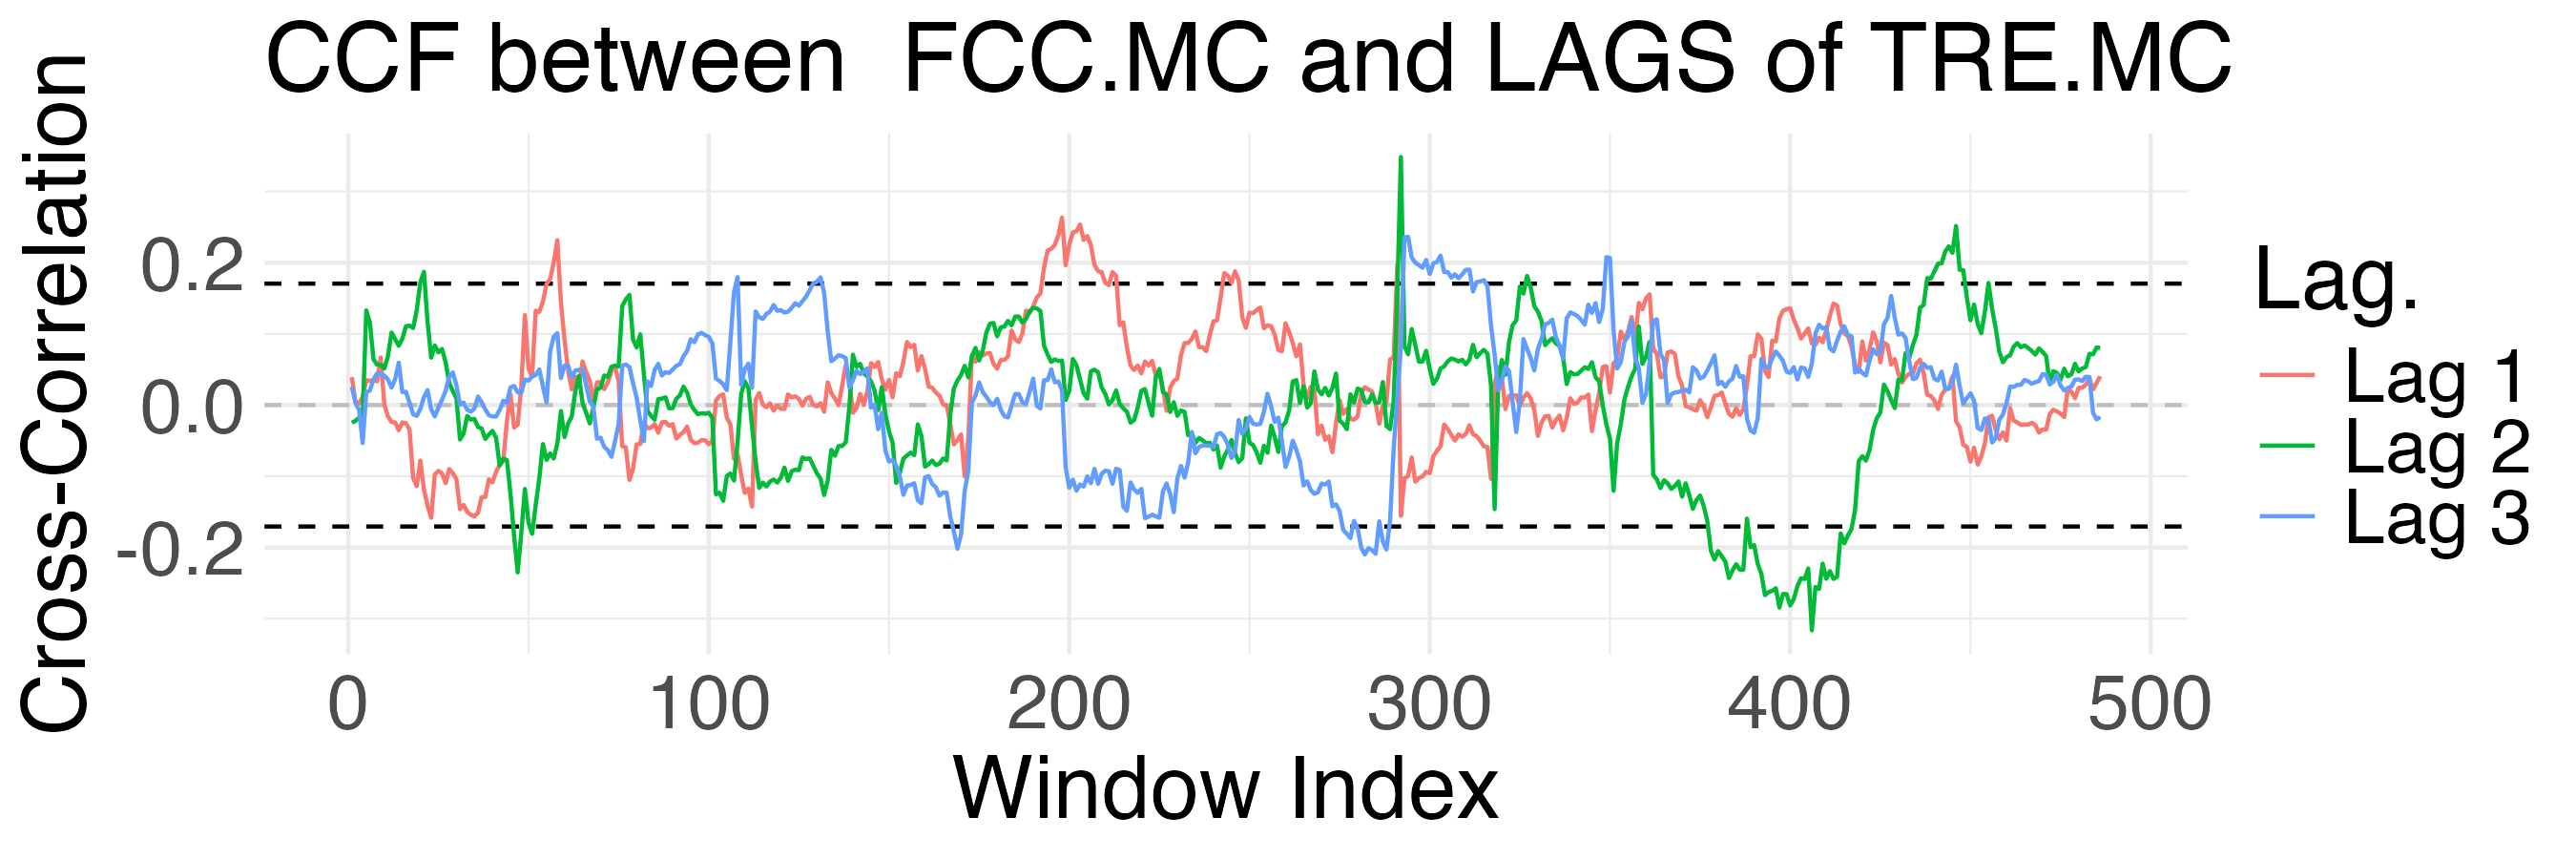 CCF between  FCC.MC and LAGS of TRE.MC
Cross-Correlation
0.2
0.0
-0.2
0 100 200 300 400 500
Window Index
Lag.
Lag 1
Lag 2
Lag 3